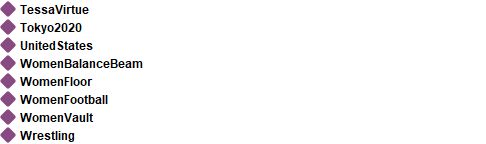 TessaVirtue
Tokyo2020
UnitedStates
WomenBalanceBeam
WomenFloor
WomenFootball
WomenVault
Wrestling